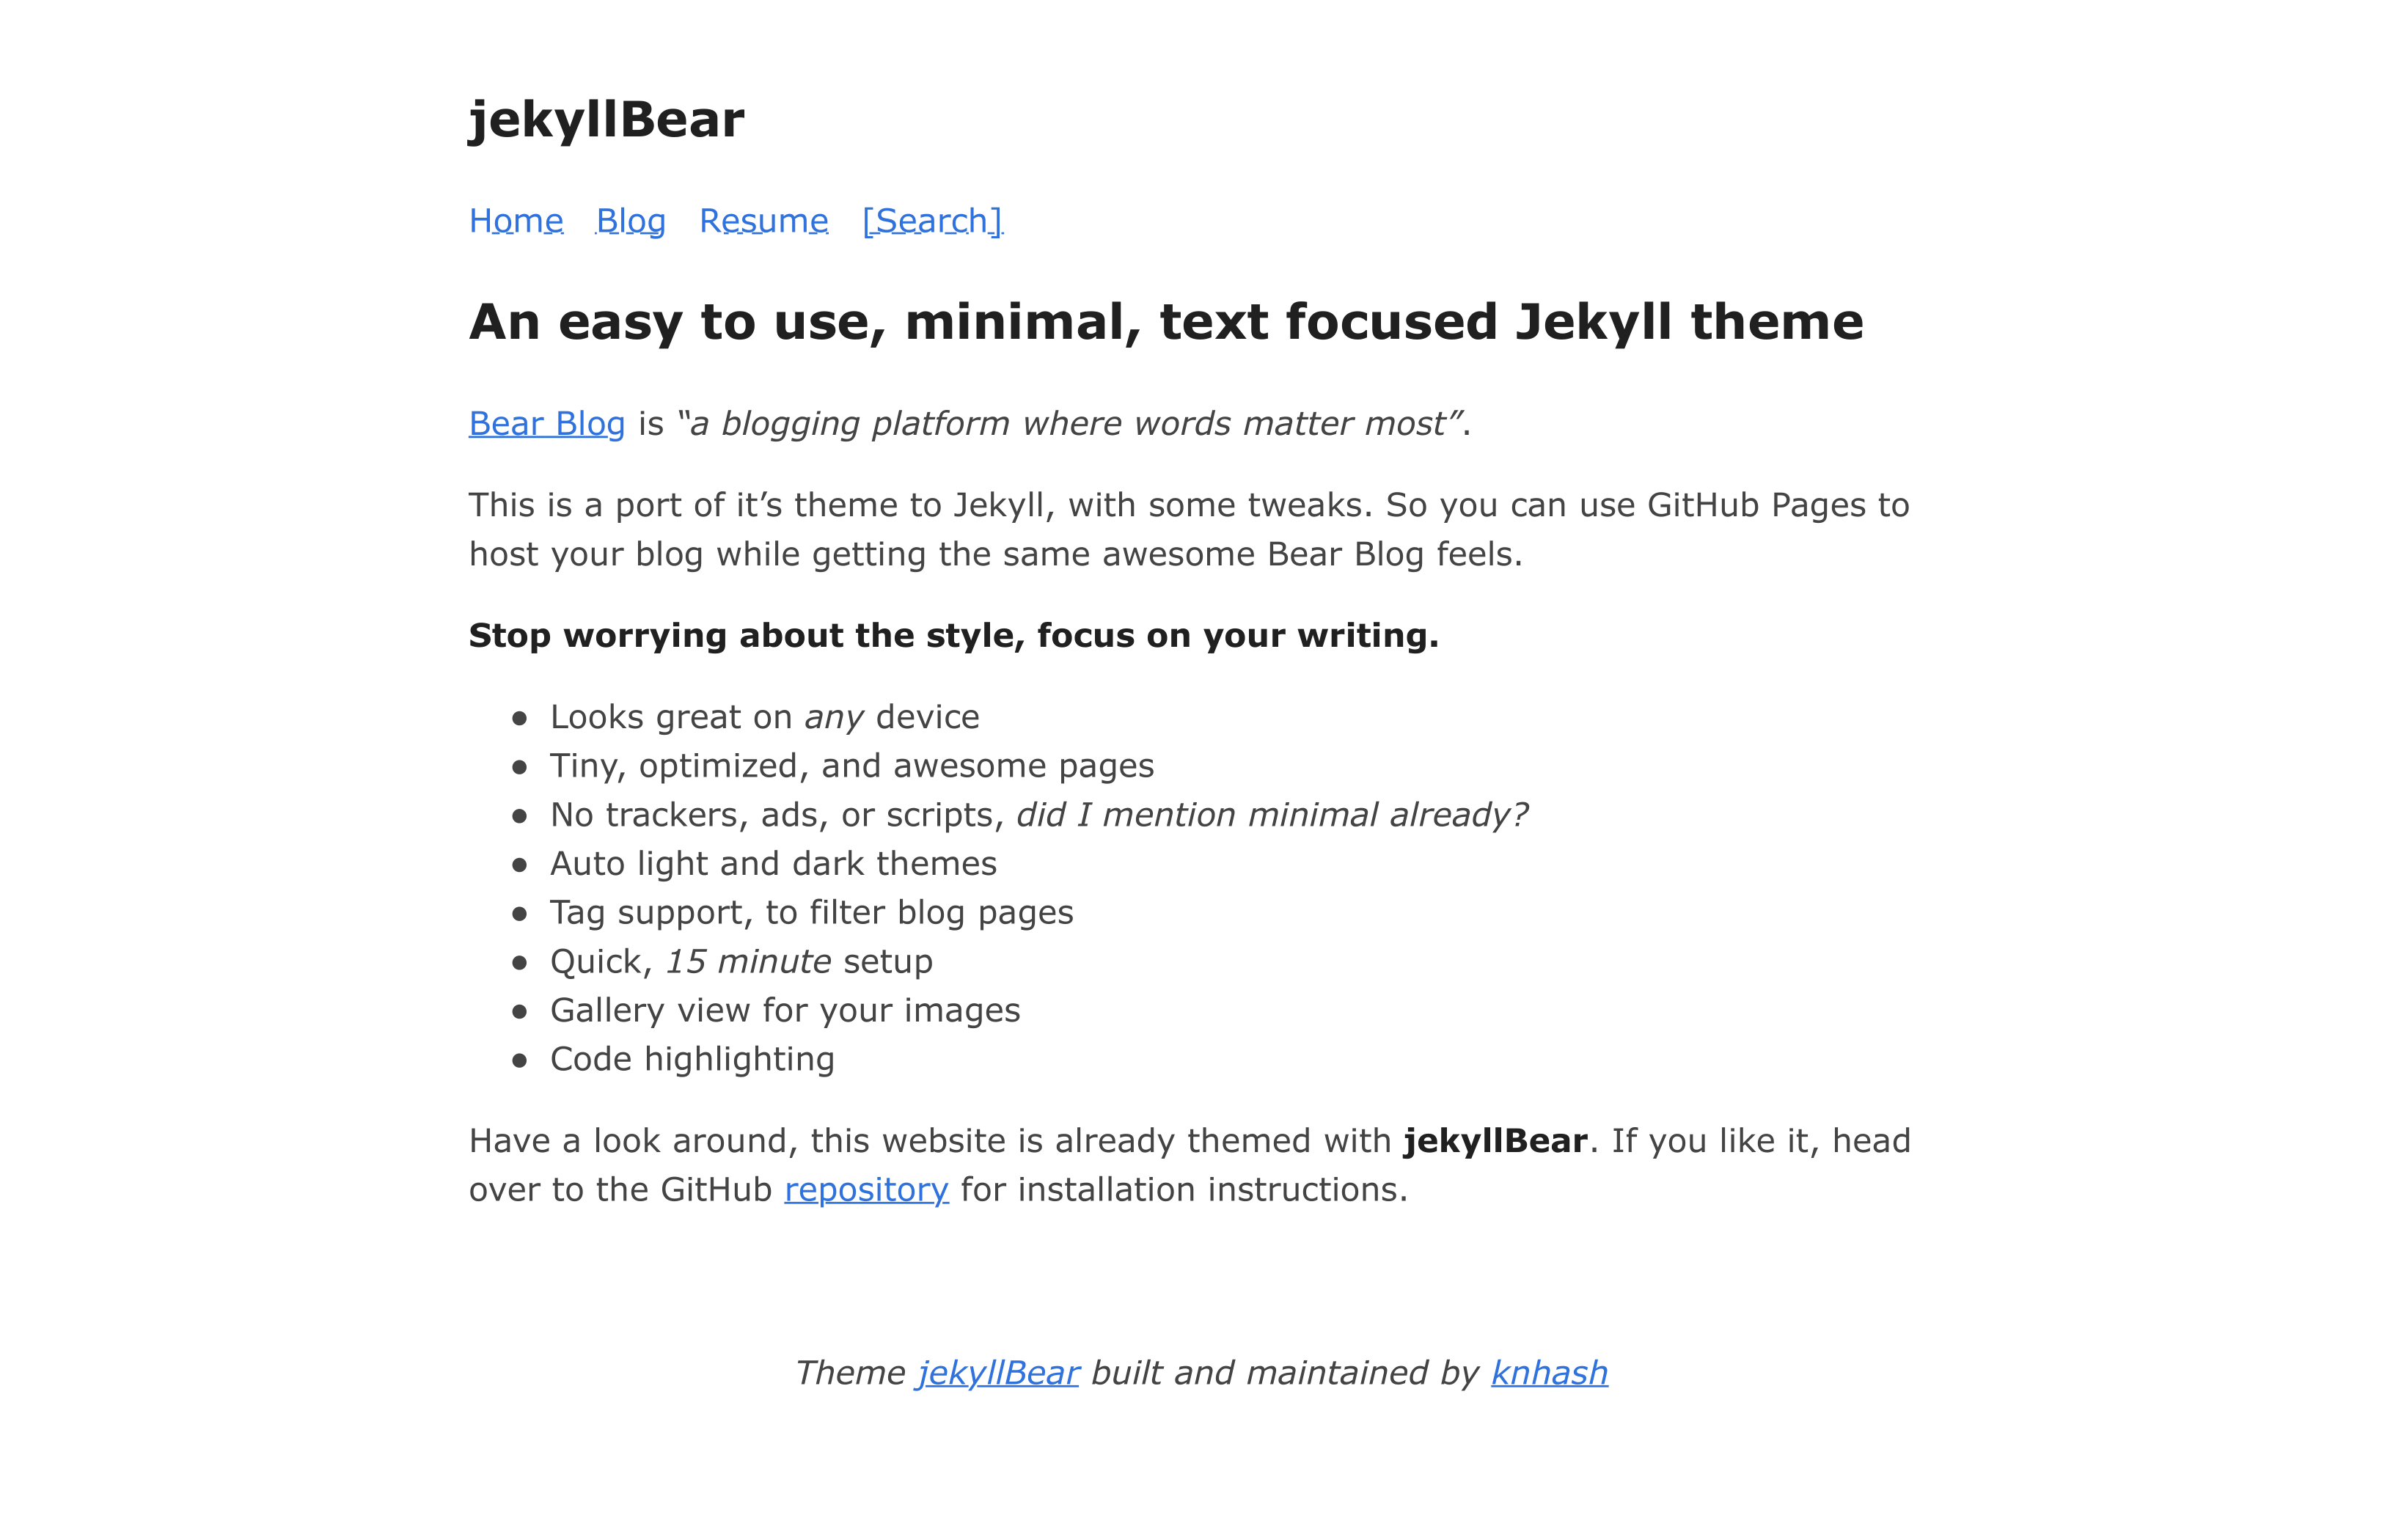 jekyllBear
Home Blog Resume [Search]
An easy to use, minimal, text focused Jekyll theme
Bear Blog is “a blogging platform where words matter most”.
This is a port of it’s theme to Jekyll, with some tweaks. So you can use GitHub Pages to
host your blog while getting the same awesome Bear Blog feels.
Stop worrying about the style, focus on your writing.
● Looks great on any device
● Tiny, optimized, and awesome pages
● No trackers, ads, or scripts, did I mention minimal already?
● Auto light and dark themes
● Tag support, to filter blog pages
● Quick, 15 minute setup
● Gallery view for your images
● Code highlighting
Have a look around, this website is already themed with jekyllBear. If you like it, head
over to the GitHub repository for installation instructions.
Theme jekyllBear built and maintained by knhash